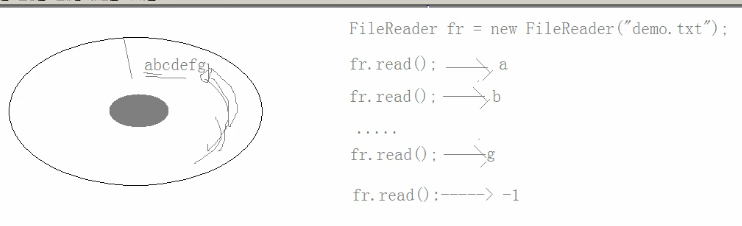 FileReader fr = new FileReader("demo.txt");
abcdefg
fr.read(); a
fr.read(); b
.....
fr.read(); g
fr.read():-----> -1